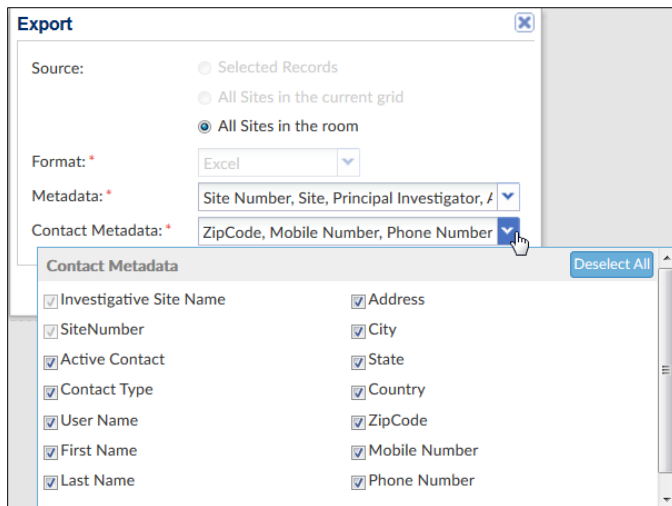 Export
Source:
Selected Records
All Sites in the current grid
All Sites in the room
Format: *
Excel
Metadata: *
Site Number, Site, Principal Investigator, A
Contact Metadata: *
ZipCode, Mobile Number, Phone Number
Contact Metadata
Deselect All
Investigative Site Name
Address
SiteNumber
City
Active Contact
State
Contact Type
Country
User Name
ZipCode
First Name
Mobile Number
Last Name
Phone Number